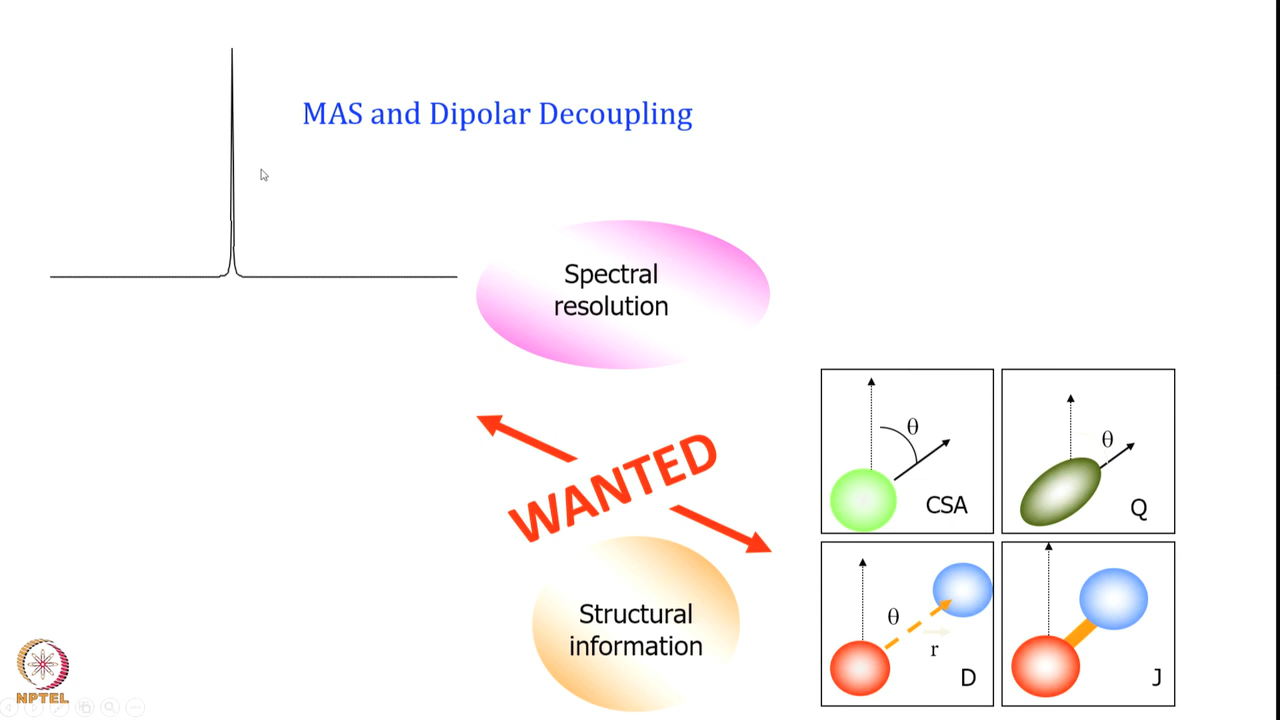 MAS and Dipolar Decoupling
Spectral
resolution
WANTED
Structural
information
θ
CSA
θ
Q
θ
r
D
J
NPTEL